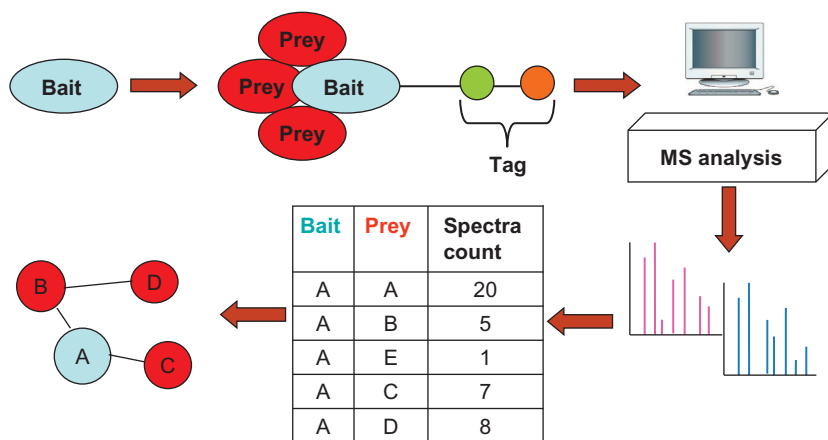 Bait
Prey
Prey
Bait
Prey
Tag
MS analysis
Bait Prey Spectra count
A A 20
A B 5
A E 1
A C 7
A D 8
B
D
A
C